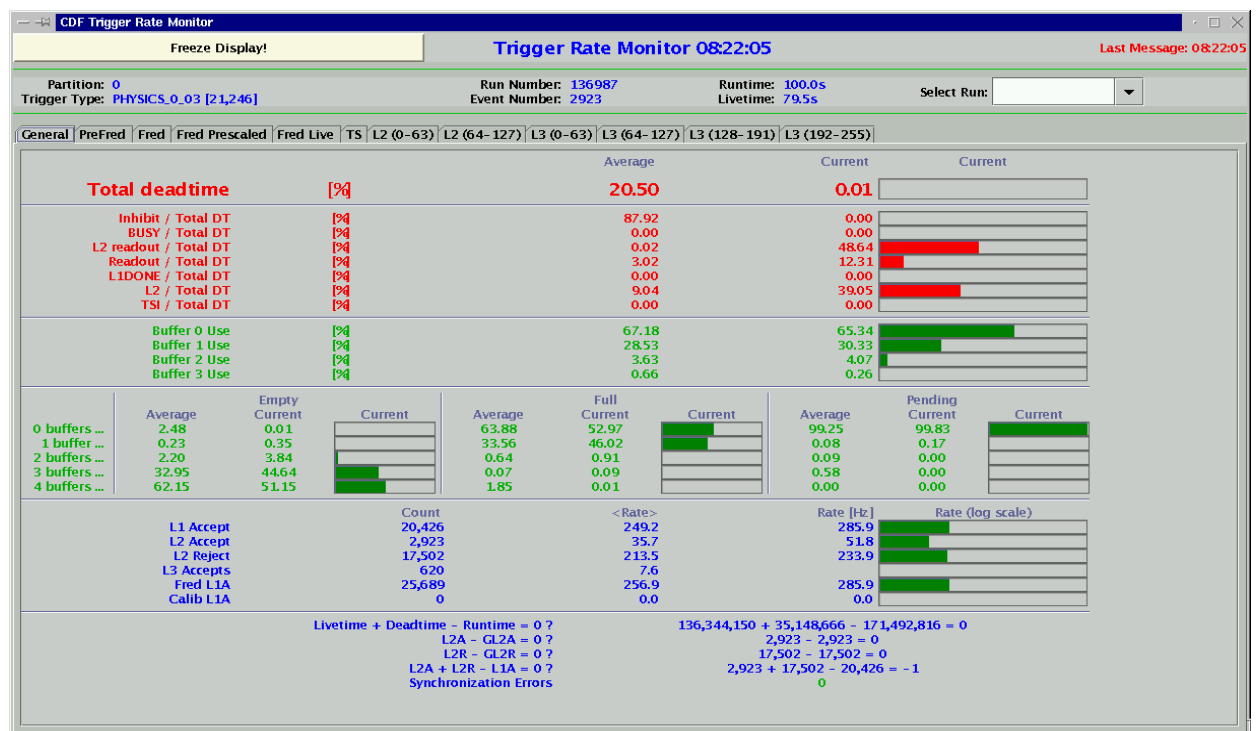 CDF Trigger Rate Monitor
Freeze Display! Trigger Rate Monitor 08:22:05 Last Message: 08:22:05
Partition: 0 Run Number: 136987 Runtime: 100.0s Select Run:
Trigger Type: PHYSICS_0_03 [21,246] Event Number: 2923 Livetime: 79.5s
General PreFred Fred Fred Prescaled Fred Live TS L2 (0-63) L2 (64-127) L3 (0-63) L3 (64-127) L3 (128-191) L3 (192-255)
Average Current Current
Total deadtime [%] 20.50 0.01
Inhibit / Total DT [%] 87.92 0.00
BUSY / Total DT [%] 0.00 0.00
L2 readout / Total DT [%] 0.02 48.64
Readout / Total DT [%] 3.02 12.31
L1DONE / Total DT [%] 0.00 0.00
L2 / Total DT [%] 9.04 39.05
TSI / Total DT [%] 0.00 0.00
Buffer 0 Use [%] 67.18 65.34
Buffer 1 Use [%] 28.53 30.33
Buffer 2 Use [%] 3.63 4.07
Buffer 3 Use [%] 0.66 0.26
Empty Full Pending
Average Current Current Average Current Current Average Current Current
0 buffers ... 2.48 0.01 63.88 52.97 99.25 99.83
1 buffer ... 0.23 0.35 33.56 46.02 0.08 0.17
2 buffers ... 2.20 3.84 0.64 0.91 0.09 0.00
3 buffers ... 32.95 44.64 0.07 0.09 0.58 0.00
4 buffers ... 62.15 51.15 1.85 0.01 0.00 0.00
Count <Rate> Rate [Hz] Rate (log scale)
L1 Accept 20,426 249.2 285.9
L2 Accept 2,923 35.7 51.8
L2 Reject 17,502 213.5 233.9
L3 Accepts 620 7.6
Fred L1A 25,689 256.9 285.9
Calib L1A 0 0.0 0.0
Livetime + Deadtime - Runtime = 0 ? 136,344,150 + 35,148,666 - 171,492,816 = 0
L2A - GL2A = 0 ? 2,923 - 2,923 = 0
L2R - GL2R = 0 ? 17,502 - 17,502 = 0
L2A + L2R - L1A = 0 ? 2,923 + 17,502 - 20,426 = -1
Synchronization Errors 0